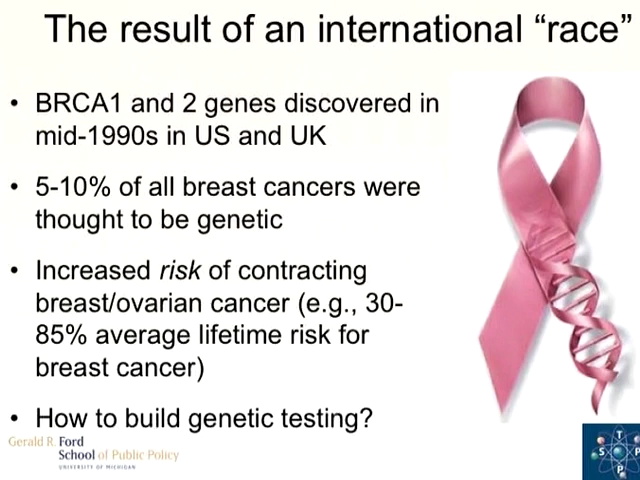 The result of an international “race”
• BRCA1 and 2 genes discovered in
mid-1990s in US and UK
• 5-10% of all breast cancers were
thought to be genetic
• Increased risk of contracting
breast/ovarian cancer (e.g., 30-
85% average lifetime risk for
breast cancer)
• How to build genetic testing?
Gerald R. Ford
School of Public Policy
UNIVERSITY OF MICHIGAN
T
S P
P